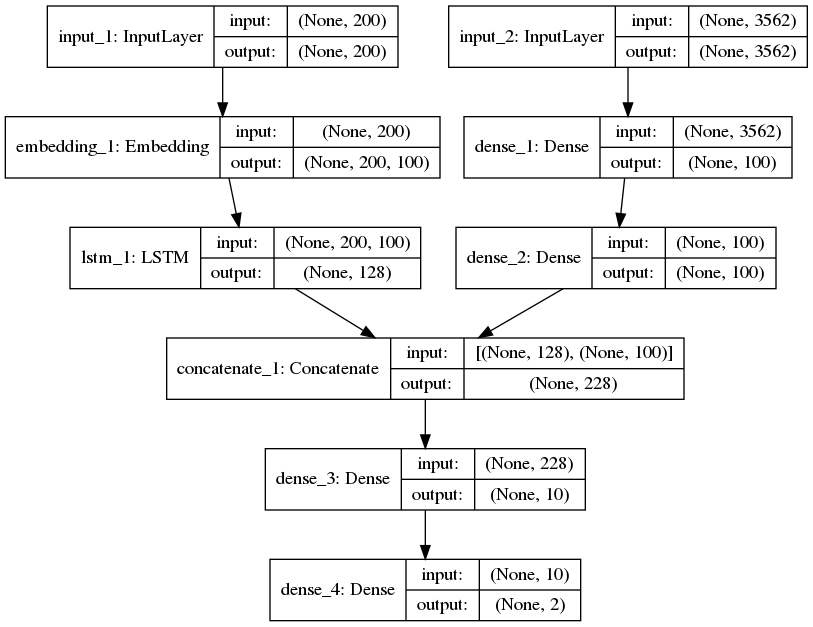 input_1: InputLayer
input: (None, 200)
output: (None, 200)
input_2: InputLayer
input: (None, 3562)
output: (None, 3562)
embedding_1: Embedding
input: (None, 200)
output: (None, 200, 100)
dense_1: Dense
input: (None, 3562)
output: (None, 100)
lstm_1: LSTM
input: (None, 200, 100)
output: (None, 128)
dense_2: Dense
input: (None, 100)
output: (None, 100)
concatenate_1: Concatenate
input: [(None, 128), (None, 100)]
output: (None, 228)
dense_3: Dense
input: (None, 228)
output: (None, 10)
dense_4: Dense
input: (None, 10)
output: (None, 2)